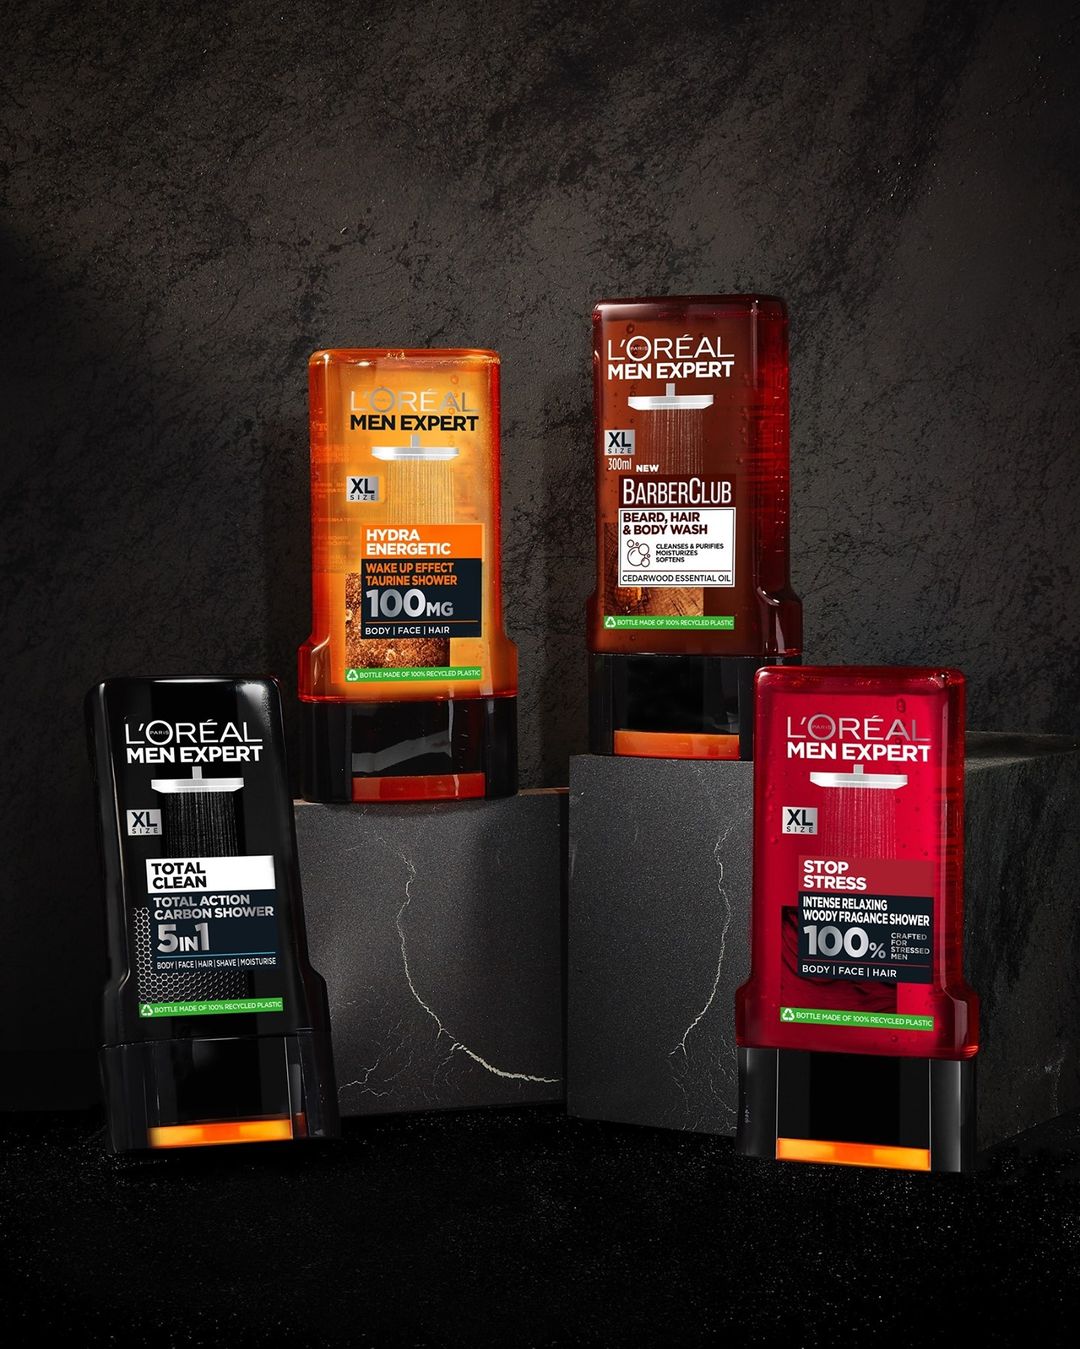 L'ORÉAL
PARIS
MEN EXPERT
XL
SIZE
HYDRA
ENERGETIC
WAKE UP EFFECT
TAURINE SHOWER
100MG
BODY | FACE | HAIR
BOTTLE MADE OF 100% RECYCLED PLASTIC
L'ORÉAL
PARIS
MEN EXPERT
XL
SIZE
300ml NEW
BARBERCLUB
BEARD, HAIR
& BODY WASH
CLEANSES & PURIFIES
MOISTURIZES
SOFTENS
CEDARWOOD ESSENTIAL OIL
BOTTLE MADE OF 100% RECYCLED PLASTIC
L'ORÉAL
PARIS
MEN EXPERT
XL
SIZE
TOTAL
CLEAN
TOTAL ACTION
CARBON SHOWER
5IN1
BODY | FACE | HAIR | SHAVE | MOISTURISE
BOTTLE MADE OF 100% RECYCLED PLASTIC
L'ORÉAL
PARIS
MEN EXPERT
XL
SIZE
STOP
STRESS
INTENSE RELAXING
WOODY FRAGANCE SHOWER
100% CRAFTED
FOR
STRESSED
MEN
BODY | FACE | HAIR
BOTTLE MADE OF 100% RECYCLED PLASTIC